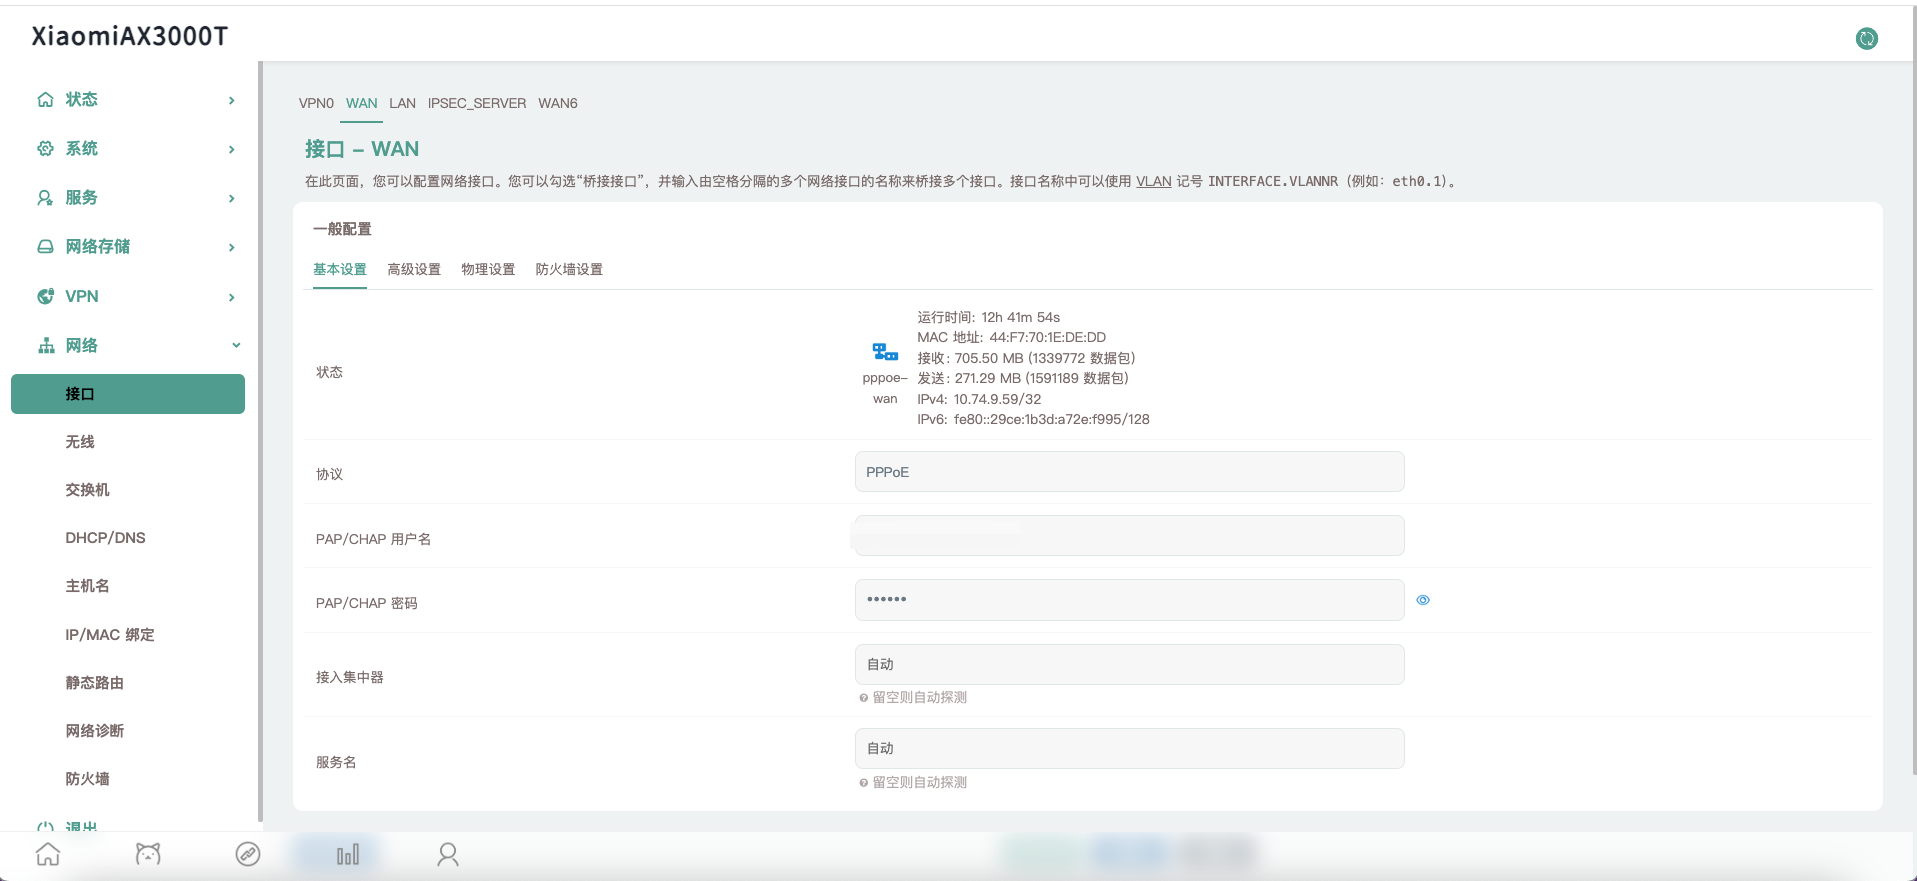 XiaomiAX3000T
状态
系统
服务
网络存储
VPN
网络
接口
无线
交换机
DHCP/DNS
主机名
IP/MAC 绑定
静态路由
网络诊断
防火墙
退出
VPN0 WAN LAN IPSEC_SERVER WAN6
接口 – WAN
在此页面，您可以配置网络接口。您可以勾选“桥接接口”，并输入由空格分隔的多个网络接口的名称来桥接多个接口。接口名称中可以使用 VLAN 记号 INTERFACE.VLANNR（例如：eth0.1）。
一般配置
基本设置 高级设置 物理设置 防火墙设置
状态
pppoe-
wan
运行时间: 12h 41m 54s
MAC 地址: 44:F7:70:1E:DE:DD
接收: 705.50 MB (1339772 数据包)
发送: 271.29 MB (1591189 数据包)
IPv4: 10.74.9.59/32
IPv6: fe80::29ce:1b3d:a72e:f995/128
协议
PPPoE
PAP/CHAP 用户名
PAP/CHAP 密码
••••••
接入集中器
自动
留空则自动探测
服务名
自动
留空则自动探测